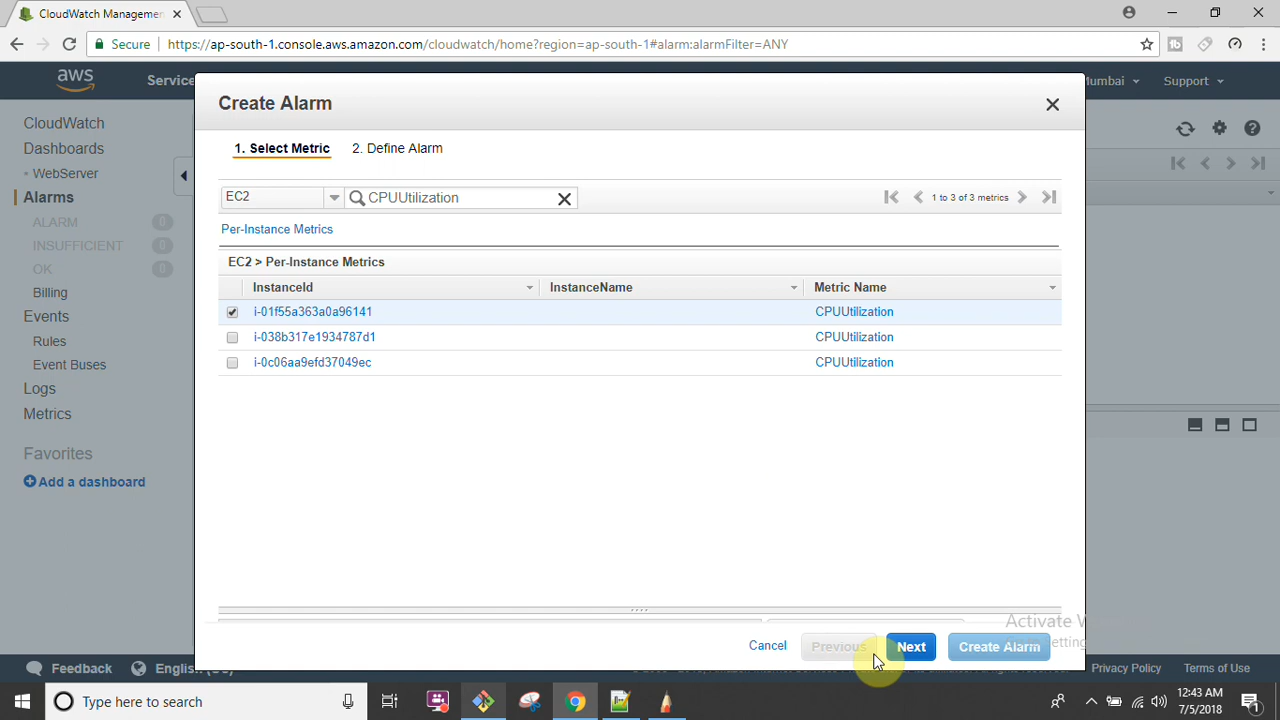 CloudWatch Managemen
Secure
https://ap-south-1.console.aws.amazon.com/cloudwatch/home?region=ap-south-1#alarm:alarmFilter=ANY
aws
Service
Mumbai
Support
CloudWatch
Dashboards
WebServer
Alarms
ALARM 0
INSUFFICIENT 0
OK 0
Billing
Events
Rules
Event Buses
Logs
Metrics
Favorites
Add a dashboard
Create Alarm
1. Select Metric 2. Define Alarm
EC2 CPUUtilization 1 to 3 of 3 metrics
Per-Instance Metrics
EC2 > Per-Instance Metrics
InstanceId InstanceName Metric Name
i-01f55a363a0a96141 CPUUtilization
i-038b317e1934787d1 CPUUtilization
i-0c06aa9efd37049ec CPUUtilization
Activate
Cancel Previous Next Create Alarm
Feedback
Privacy Policy Terms of Use
Type here to search
12:43 AM
7/5/2018
1